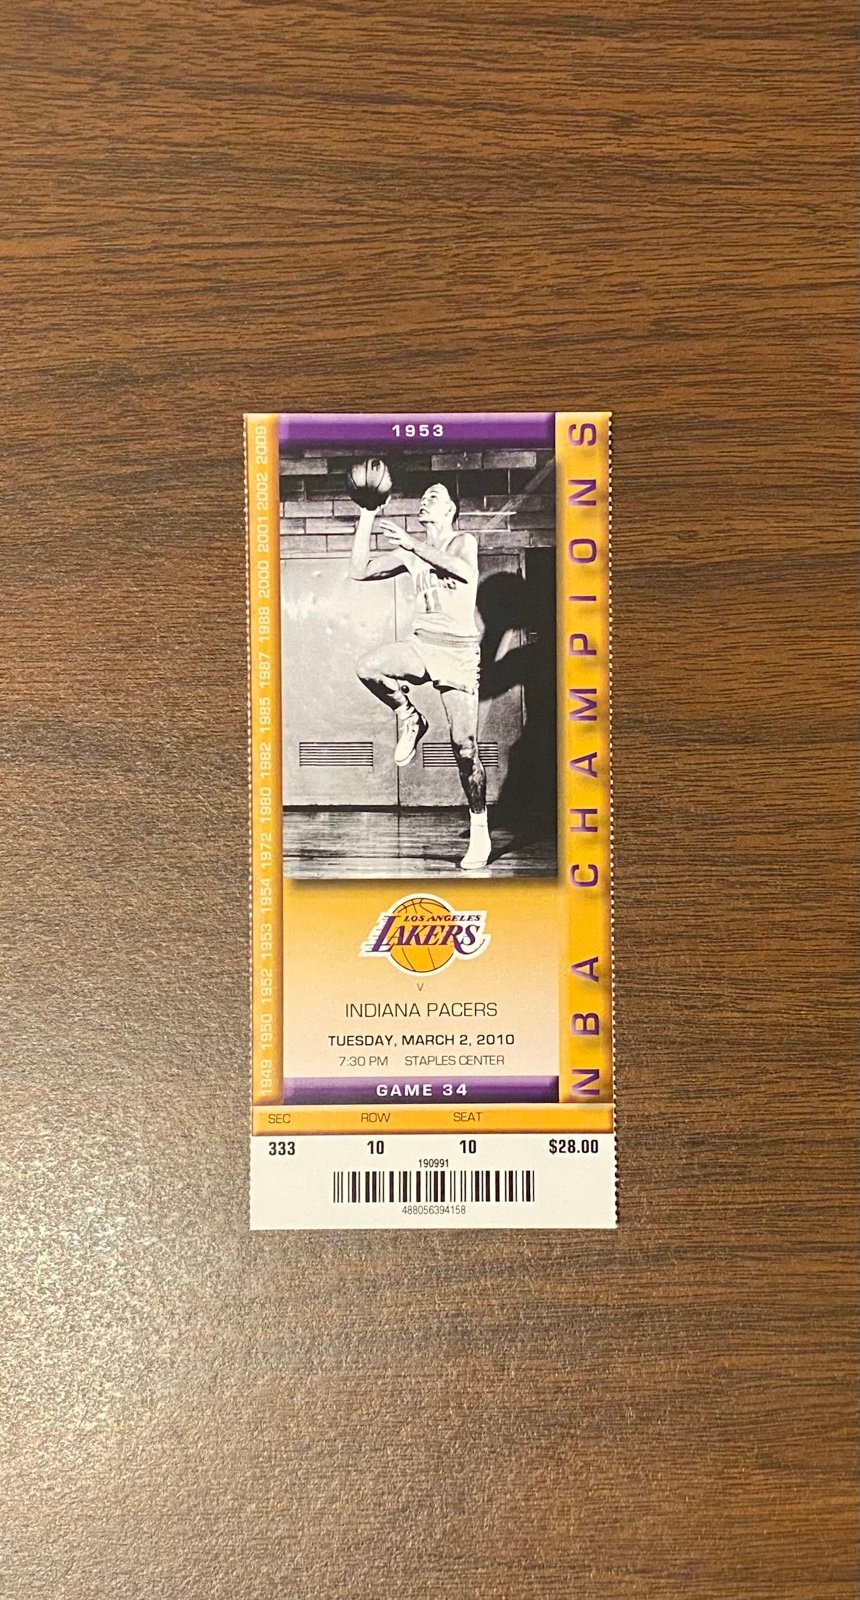 1953
1949 1950 1952 1953 1954 1972 1980 1982 1985 1987 1988 2000 2001 2002 2009
NBA CHAMPIONS
LAKERS
11
LOS ANGELES
LAKERS
V
INDIANA PACERS
TUESDAY, MARCH 2, 2010
7:30 PM STAPLES CENTER
GAME 34
SEC ROW SEAT
333 10 10 $28.00
190991
488056394158